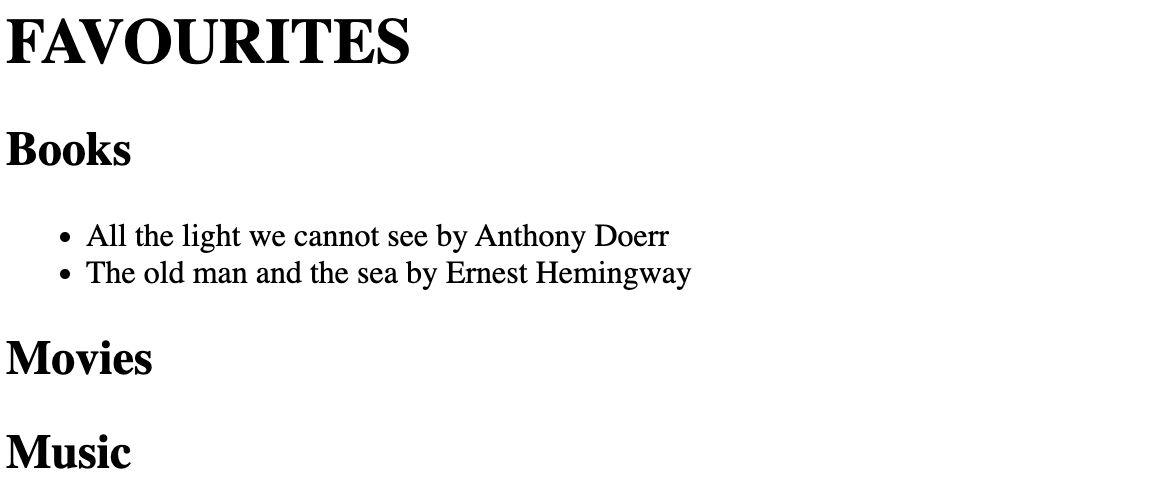 FAVOURITES
Books
• All the light we cannot see by Anthony Doerr
• The old man and the sea by Ernest Hemingway
Movies
Music